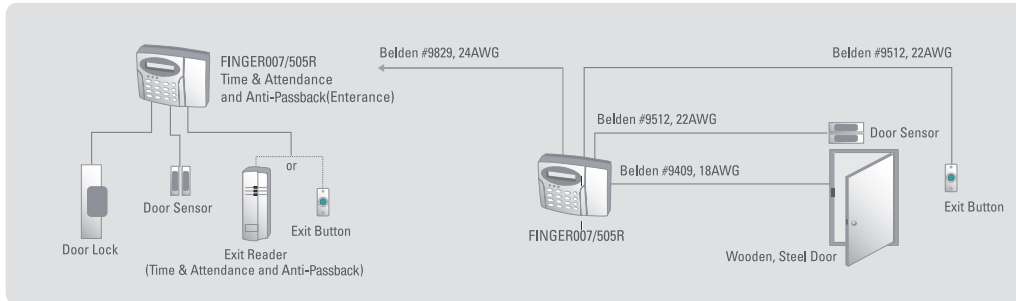 FINGER007/505R
Time & Attendance
and Anti-Passback(Enterance)
Door Lock
Door Sensor
or
Exit Button
Exit Reader
(Time & Attendance and Anti-Passback)
Belden #9829, 24AWG
Belden #9512, 22AWG
Belden #9512, 22AWG
Door Sensor
Belden #9409, 18AWG
FINGER007/505R
Wooden, Steel Door
Exit Button